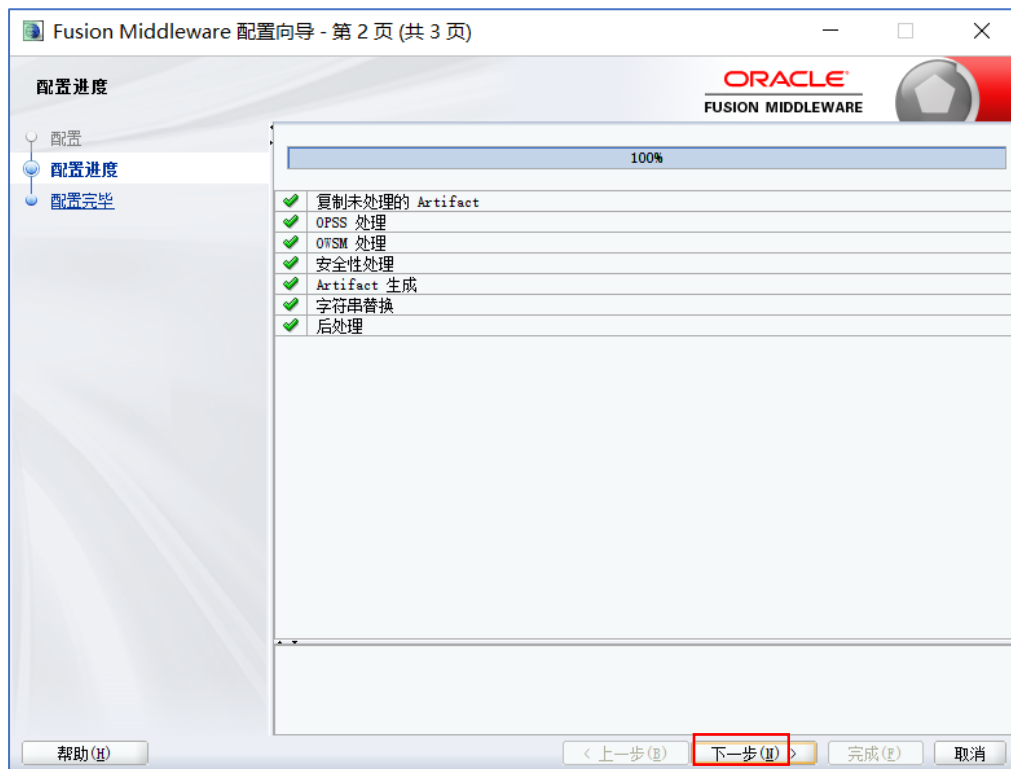 Fusion Middleware 配置向导 - 第 2 页 (共 3 页)
配置进度
ORACLE
FUSION MIDDLEWARE
配置
配置进度
配置完毕
100%
复制未处理的 Artifact
OPSS 处理
OWSM 处理
安全性处理
Artifact 生成
字符串替换
后处理
帮助(H)
< 上一步(B)
下一步(N) >
完成(F)
取消